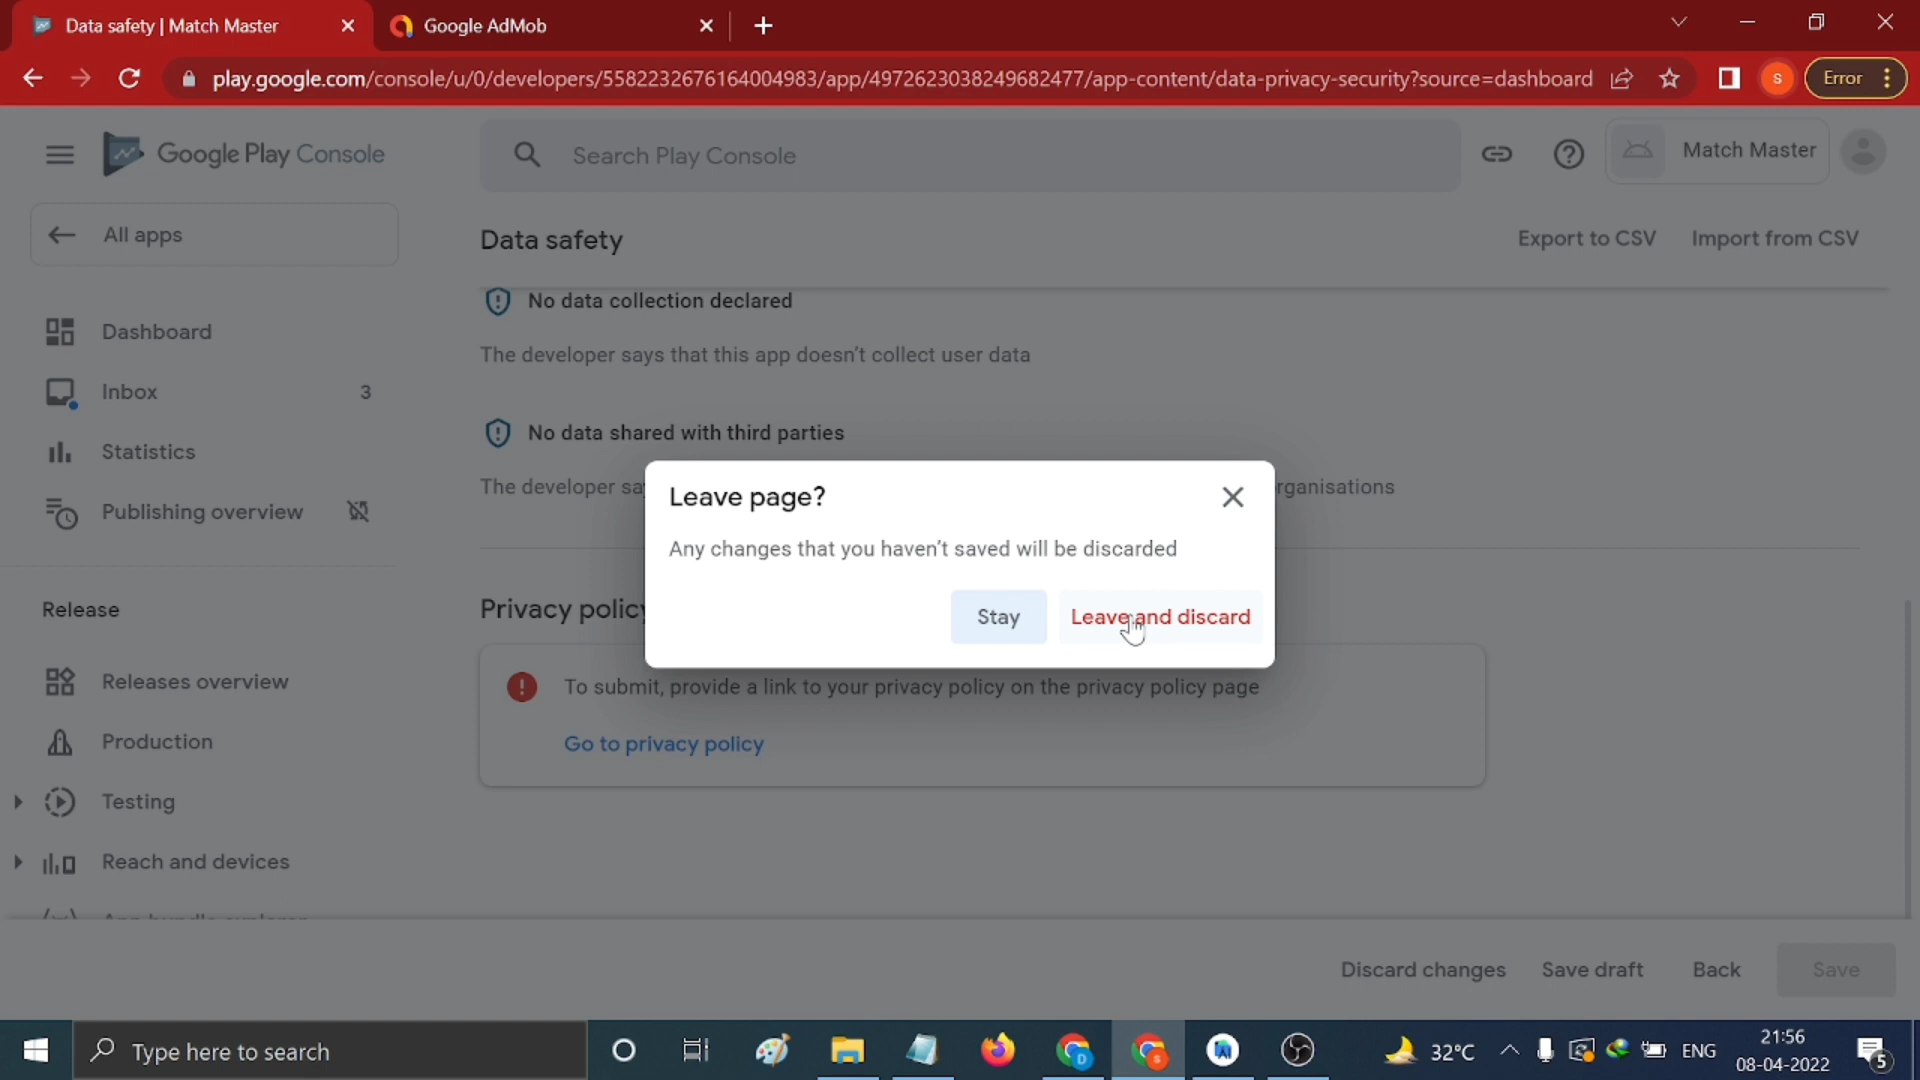 Data safety | Match Master
Google AdMob
play.google.com/console/u/0/developers/5582232676164004983/app/4972623038249682477/app-content/data-privacy-security?source=dashboard
s
Error
Google Play Console
Search Play Console
Match Master
All apps
Data safety
Export to CSV
Import from CSV
No data collection declared
Dashboard
The developer says that this app doesn't collect user data
Inbox
3
No data shared with third parties
Statistics
The developer sa
rganisations
Leave page?
Publishing overview
Any changes that you haven't saved will be discarded
Release
Privacy policy
Stay
Leave and discard
Releases overview
To submit, provide a link to your privacy policy on the privacy policy page
Production
Go to privacy policy
Testing
Reach and devices
Discard changes
Save draft
Back
Save
Type here to search
D
S
32°C
ENG
21:56
08-04-2022
5